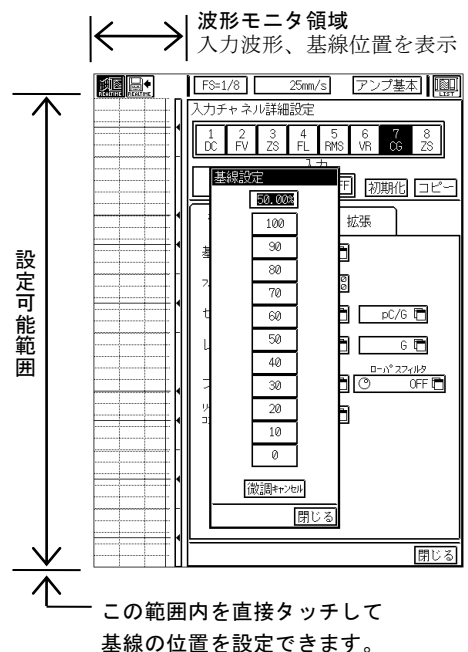 波形モニタ領域
入力波形、基線位置を表示
REALTIME REALTIME FS=1/8 25mm/s アンプ基本 LIST
入力チャネル詳細設定
1 2 3 4 5 6 7 8
DC FV ZS FL RMS VR CG ZS
入力
基線設定
初期化 コピー
50.00%
100
拡張
90
80
70
60
pC/G
50
G
40
ローパスフィルタ
30
OFF
20
10
0
微調キャンセル
閉じる
閉じる
設定可能範囲
この範囲内を直接タッチして
基線の位置を設定できます。